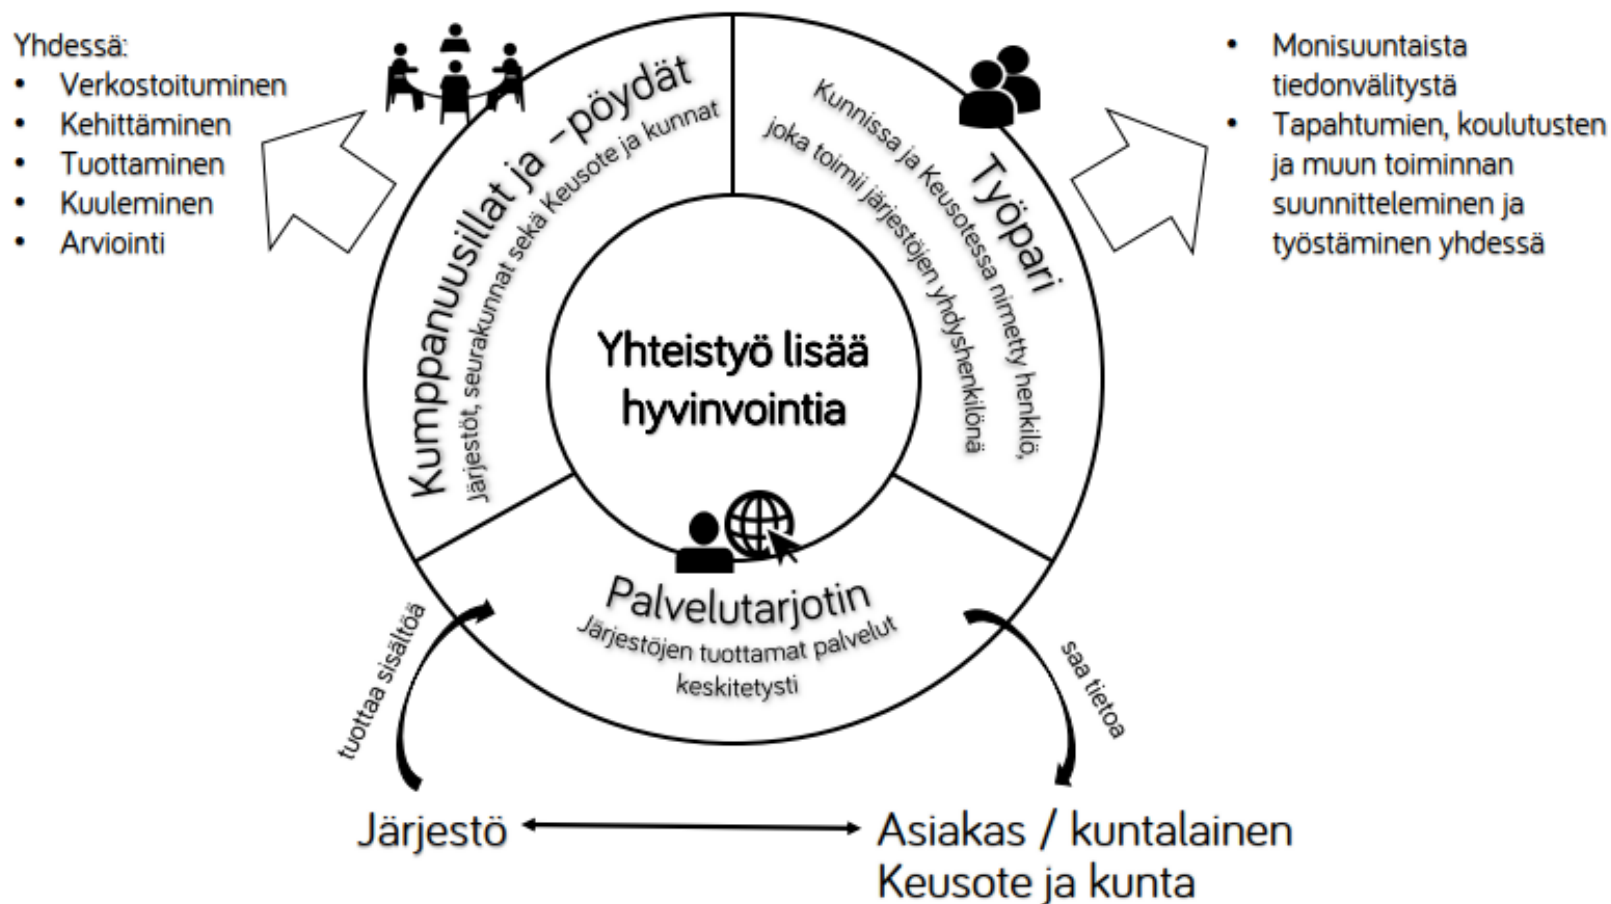 Yhdessä:
• Verkostoituminen
• Kehittäminen
• Tuottaminen
• Kuuleminen
• Arviointi
Kumppanuusillat ja –pöydät
Järjestöt, seurakunnat sekä Keusote ja kunnat
Työpari
Kunnissa ja Keusotessa nimetty henkilö,
joka toimii järjestöjen yhdyshenkilönä
• Monisuuntaista
tiedonvälitystä
• Tapahtumien, koulutusten
ja muun toiminnan
suunnitteleminen ja
työstäminen yhdessä
Yhteistyö lisää
hyvinvointia
Palvelutarjotin
Järjestöjen tuottamat palvelut
keskitetysti
tuottaa sisältöä
saa tietoa
Järjestö
Asiakas / kuntalainen
Keusote ja kunta